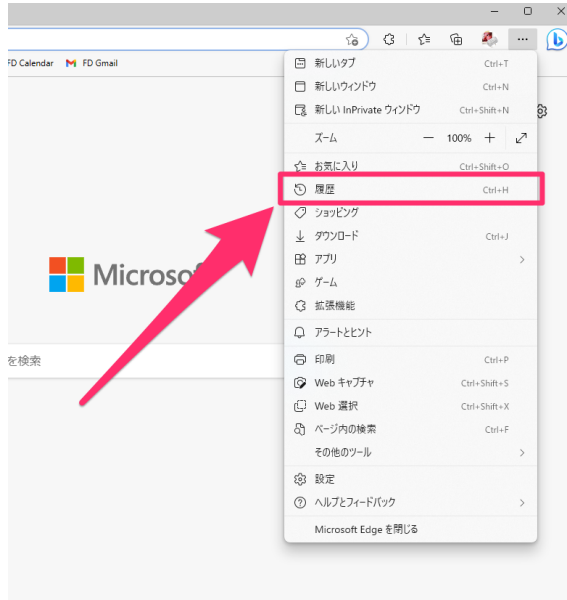 FD Calendar
FD Gmail
新しいタブ Ctrl+T
新しいウィンドウ Ctrl+N
新しい InPrivate ウィンドウ Ctrl+Shift+N
ズーム 100%
お気に入り Ctrl+Shift+O
履歴 Ctrl+H
ショッピング
ダウンロード Ctrl+J
アプリ
Microsof
ゲーム
拡張機能
アラートとヒント
を検索
印刷 Ctrl+P
Web キャプチャ Ctrl+Shift+S
Web 選択 Ctrl+Shift+X
ページ内の検索 Ctrl+F
その他のツール
設定
ヘルプとフィードバック
Microsoft Edge を閉じる